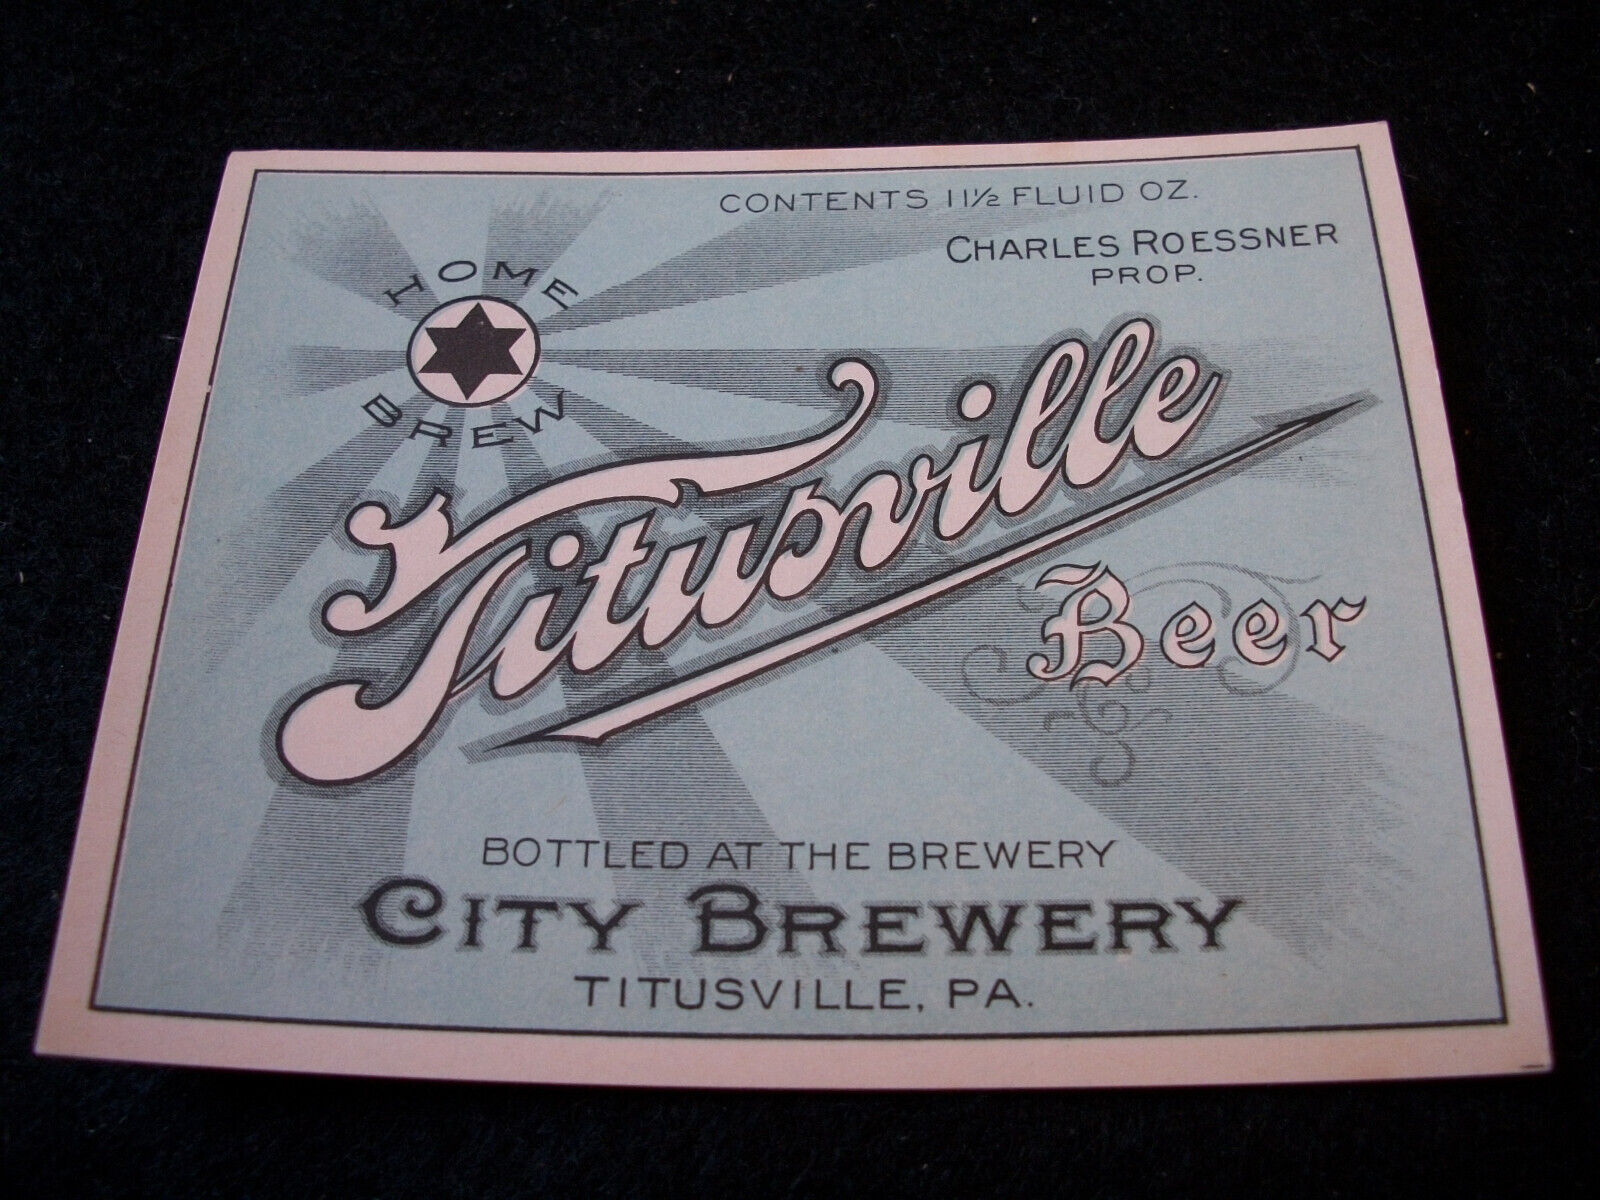 CONTENTS 11½ FLUID OZ.
CHARLES ROESSNER
PROP.
HOME
BREW
Titusville
Beer
BOTTLED AT THE BREWERY
CITY BREWERY
TITUSVILLE, PA.